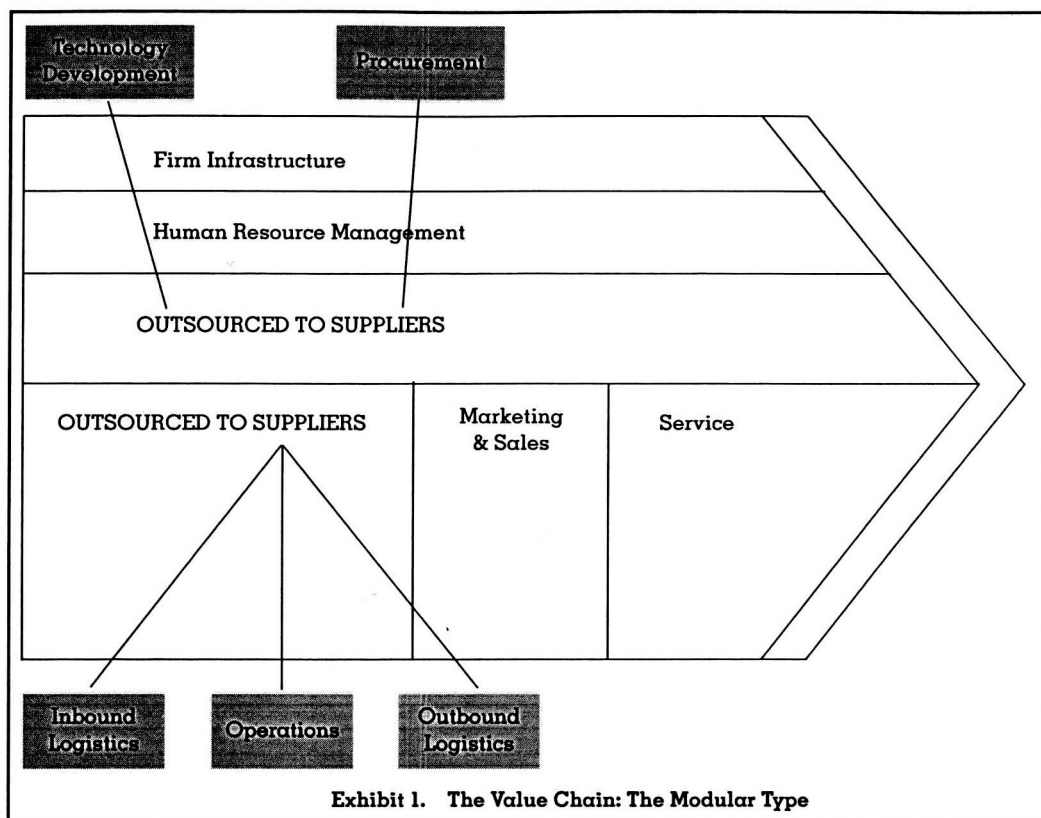 Technology
Development
Procurement
Firm Infrastructure
Human Resource Management
OUTSOURCED TO SUPPLIERS
OUTSOURCED TO SUPPLIERS
Marketing
& Sales
Service
Inbound
Logistics
Operations
Outbound
Logistics
Exhibit 1. The Value Chain: The Modular Type